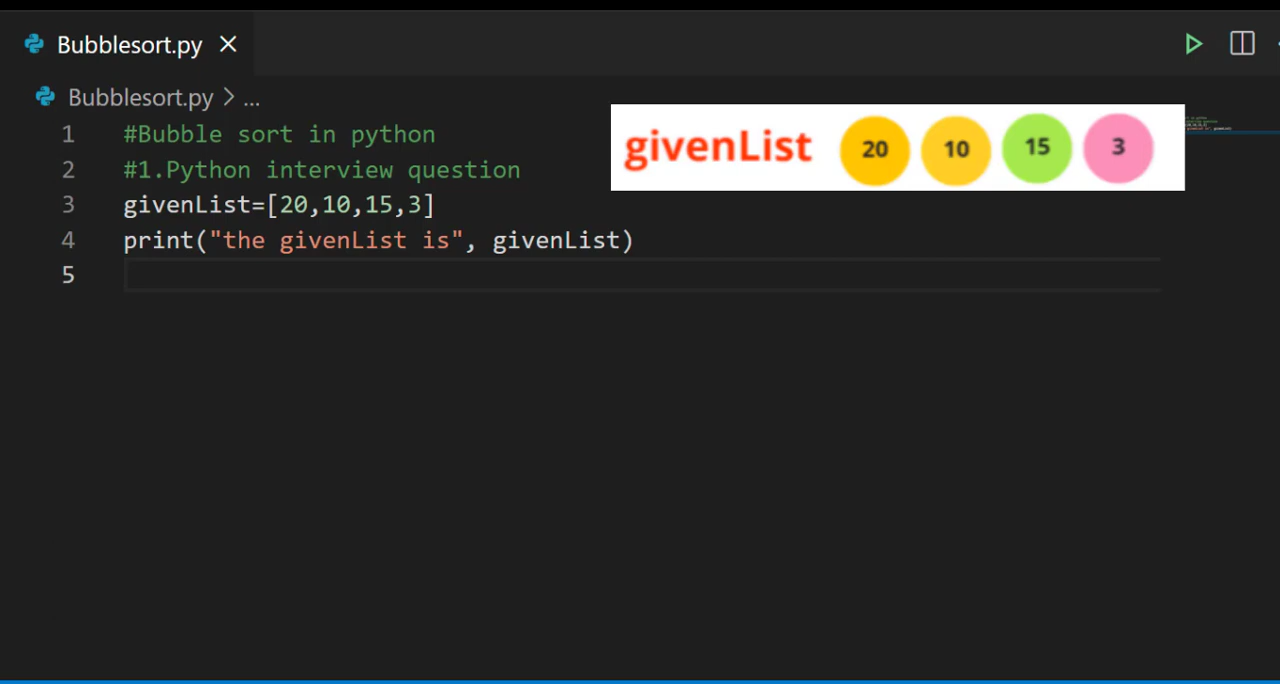 Bubblesort.py
Bubblesort.py > ...
1 #Bubble sort in python
2 #1.Python interview question
3 givenList=[20,10,15,3]
4 print("the givenList is", givenList)
5
givenList 20 10 15 3